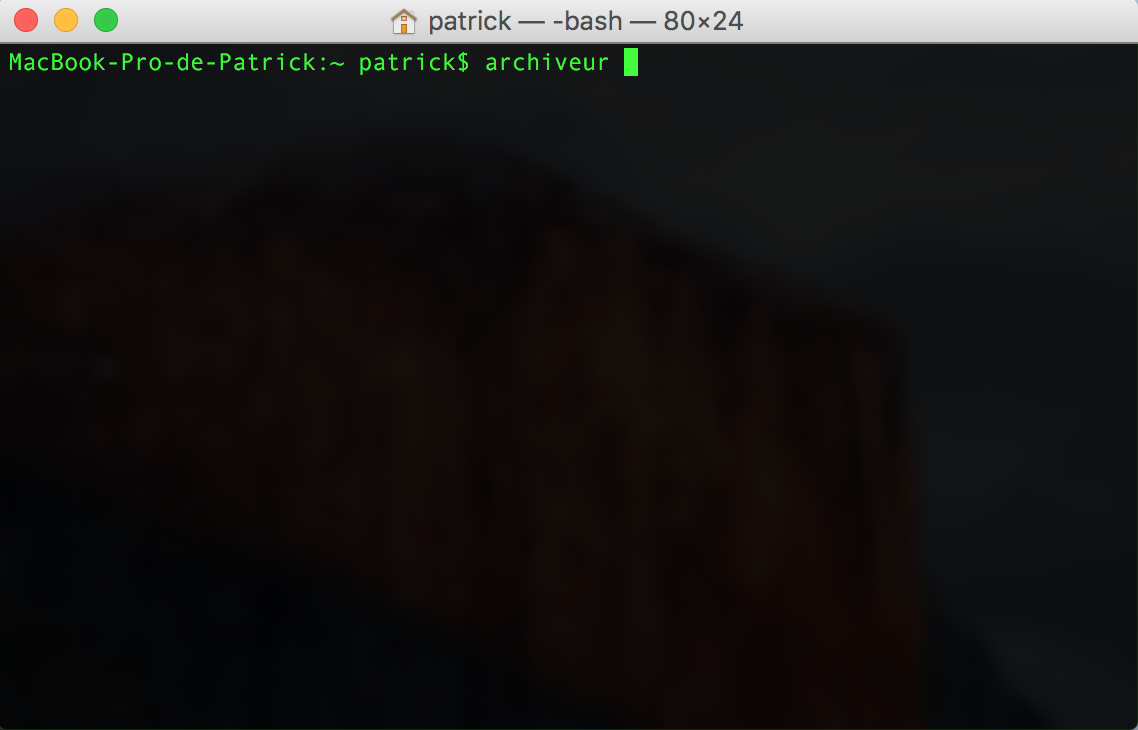 patrick — -bash — 80×24
MacBook-Pro-de-Patrick:~ patrick$ archiveur